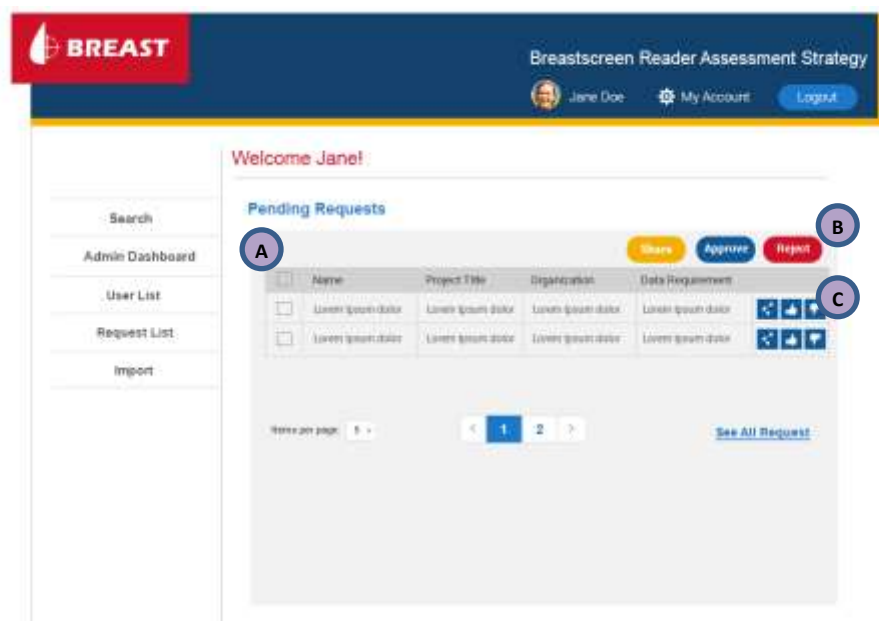 BREAST
Breastscreen Reader Assessment Strategy
Jane Doe My Account Logout
Welcome Jane!
Pending Requests
Search
Admin Dashboard
User List
Request List
Import
A
B
Share Approve Reject
C
Name Project Title Organization Data Requirement
Lorem ipsum dolor Lorem ipsum dolor Lorem ipsum dolor Lorem ipsum dolor
Lorem ipsum dolor Lorem ipsum dolor Lorem ipsum dolor Lorem ipsum dolor
Items per page: 5
< 1 2 >
See All Request